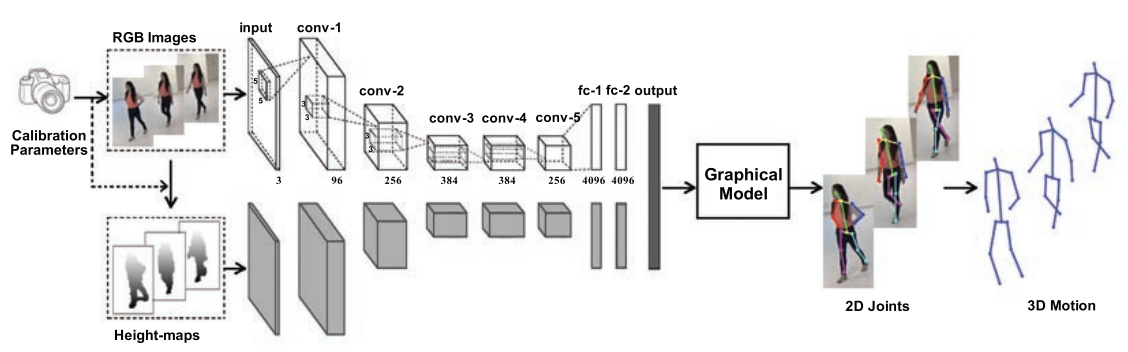 RGB Images
input
conv-1
conv-2
conv-3
conv-4
conv-5
fc-1
fc-2
output
5
5
3
3
3
3
Calibration
Parameters
3
96
256
384
384
256
4096
4096
Graphical
Model
Height-maps
2D Joints
3D Motion